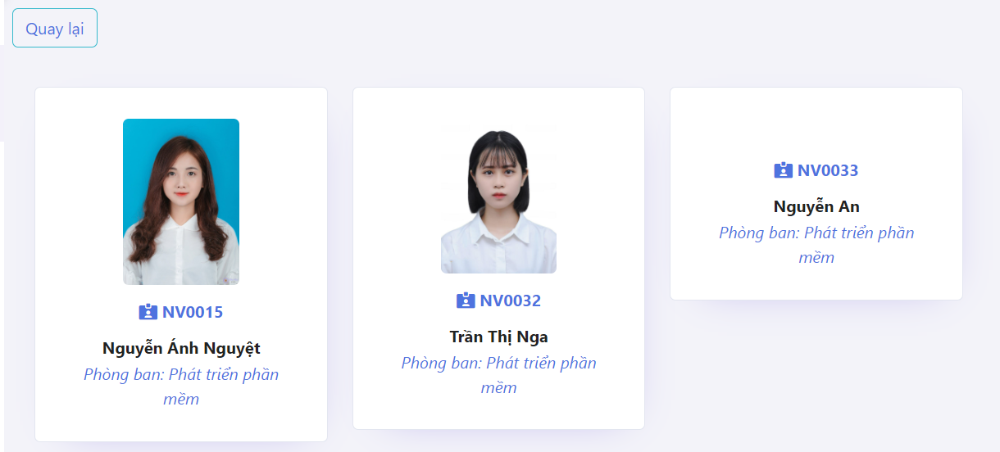 Quay lại
NV0015
Nguyễn Ánh Nguyệt
Phòng ban: Phát triển phần
mềm
NV0032
Trần Thị Nga
Phòng ban: Phát triển phần
mềm
NV0033
Nguyễn An
Phòng ban: Phát triển phần
mềm